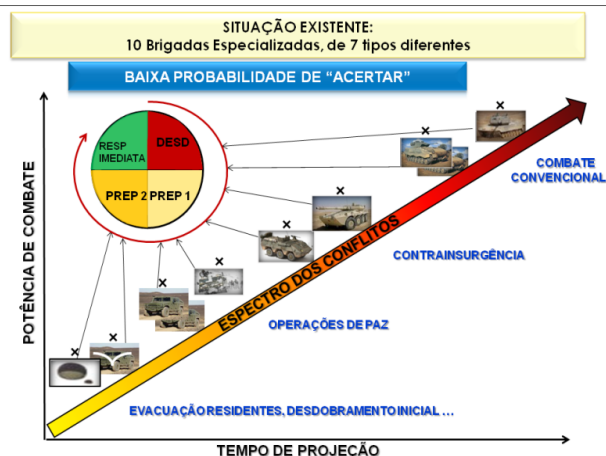 SITUAÇÃO EXISTENTE:
10 Brigadas Especializadas, de 7 tipos diferentes
BAIXA PROBABILIDADE DE “ACERTAR”
RESP
IMEDIATA
DESD
PREP 2
PREP 1
POTÊNCIA DE COMBATE
ESPECTRO DOS CONFLITOS
COMBATE
CONVENCIONAL
CONTRAINSURGÊNCIA
OPERAÇÕES DE PAZ
EVACUAÇÃO RESIDENTES, DESDOBRAMENTO INICIAL ...
TEMPO DE PROJEÇÃO